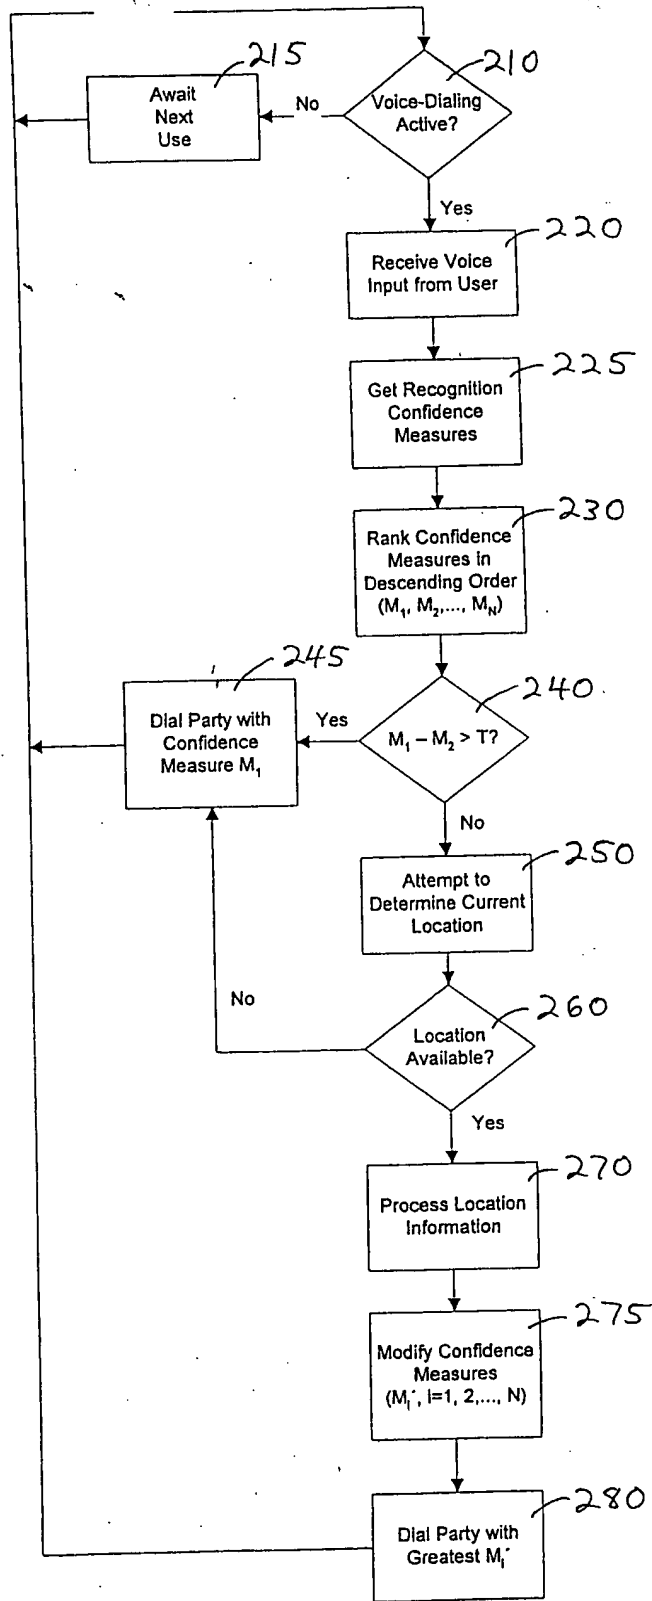 215
Await
Next
Use
No
210
Voice-Dialing
Active?
Yes
220
Receive Voice
Input from User
225
Get Recognition
Confidence
Measures
230
Rank Confidence
Measures in
Descending Order
(M₁, M₂,..., M_N)
245
Dial Party with
Confidence
Measure M₁
Yes
240
M₁ – M₂ > T?
No
250
Attempt to
Determine Current
Location
No
260
Location
Available?
Yes
270
Process Location
Information
275
Modify Confidence
Measures
(M_i', i=1, 2,..., N)
280
Dial Party with
Greatest M_i'